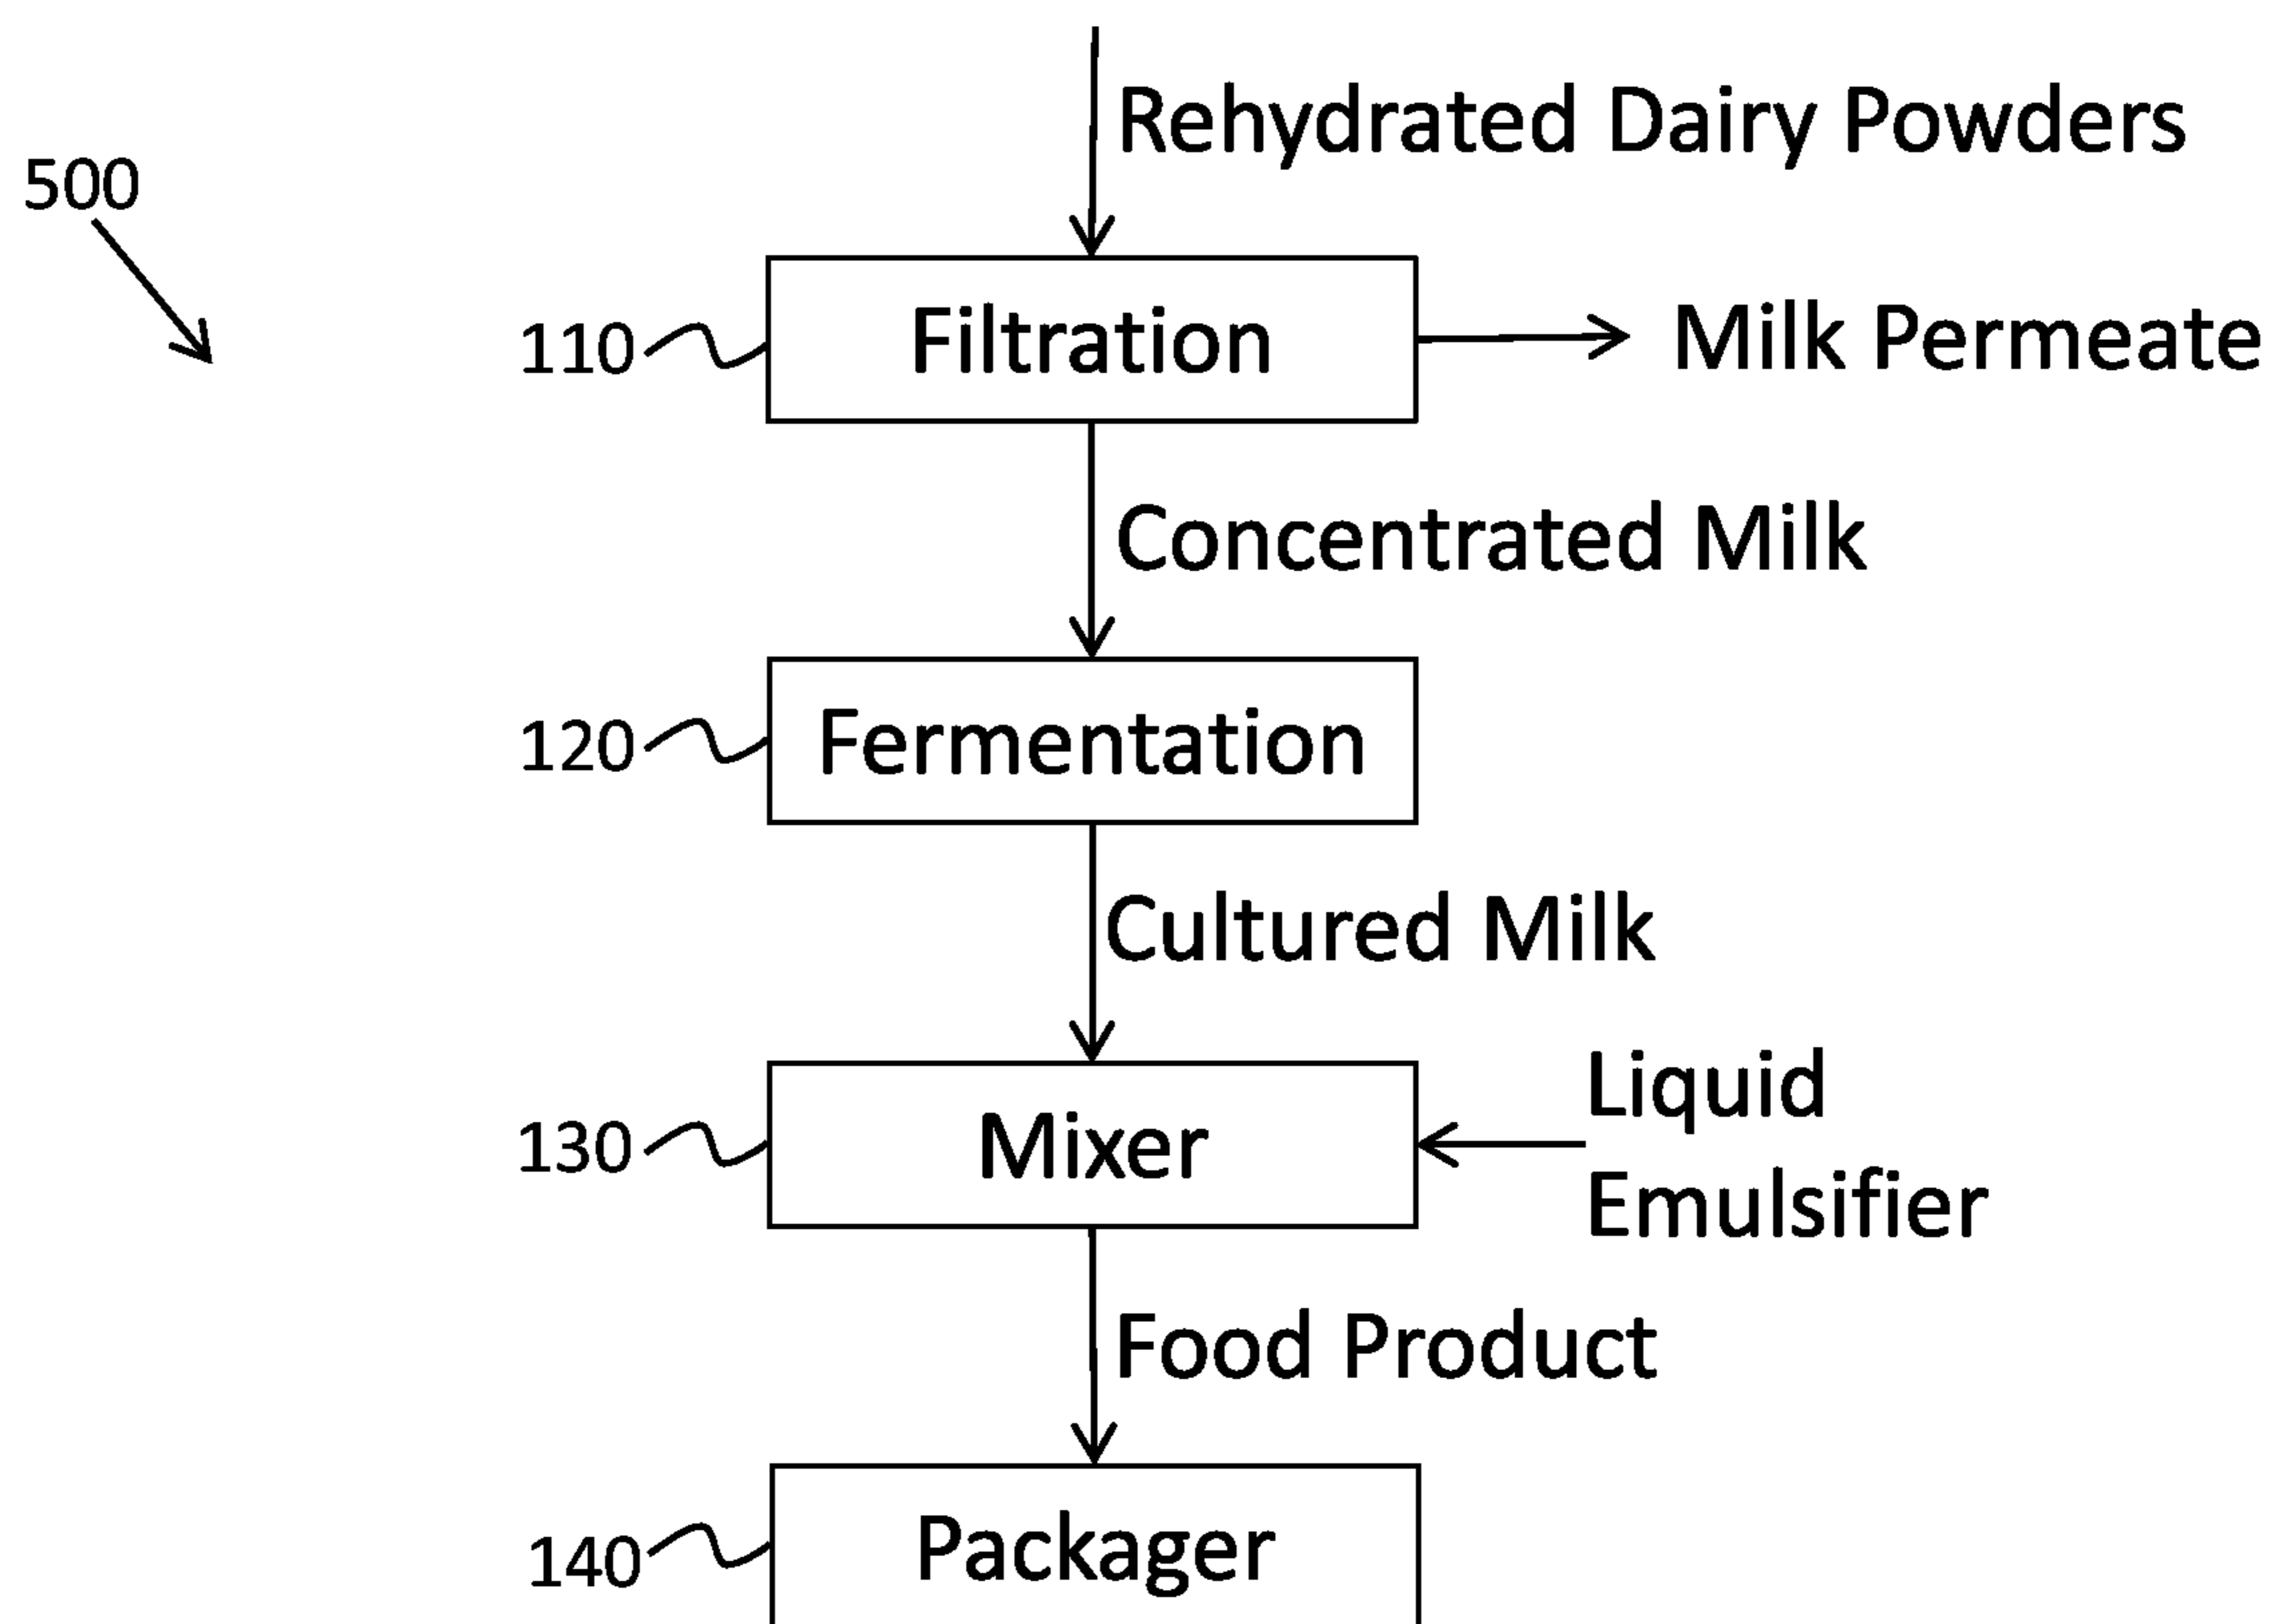 Rehydrated Dairy Powders
500
110
Filtration
Milk Permeate
Concentrated Milk
120
Fermentation
Cultured Milk
130
Mixer
Liquid
Emulsifier
Food Product
140
Packager